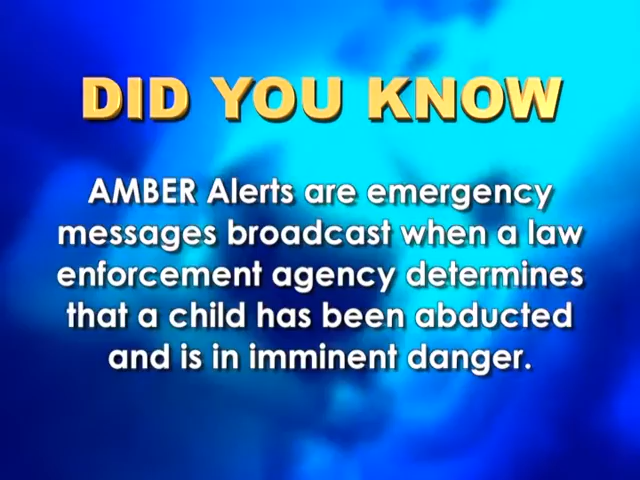 DID YOU KNOW
AMBER Alerts are emergency
messages broadcast when a law
enforcement agency determines
that a child has been abducted
and is in imminent danger.